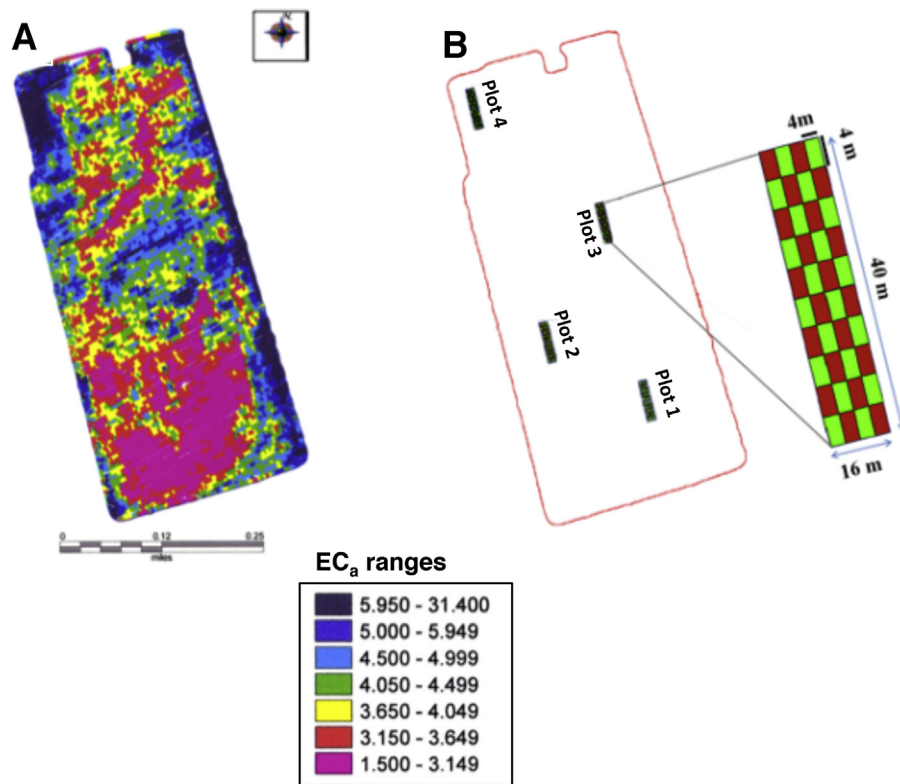 A
N
B
Plot 4
Plot 3
Plot 2
Plot 1
4m
4 m
40 m
16 m
0 0.12 0.25
miles
ECₐ ranges
5.950 - 31.400
5.000 - 5.949
4.500 - 4.999
4.050 - 4.499
3.650 - 4.049
3.150 - 3.649
1.500 - 3.149